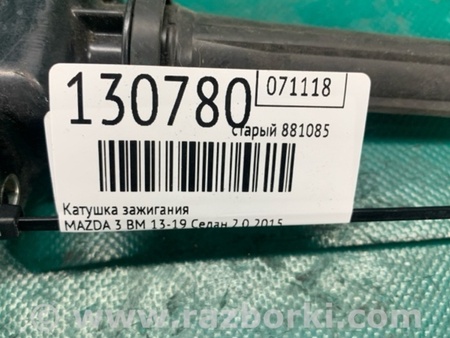 130780
071118
старый 881085
Катушка зажигания
MAZDA 3 BM 13-19 Седан 2.0 2015
www.razborki.com